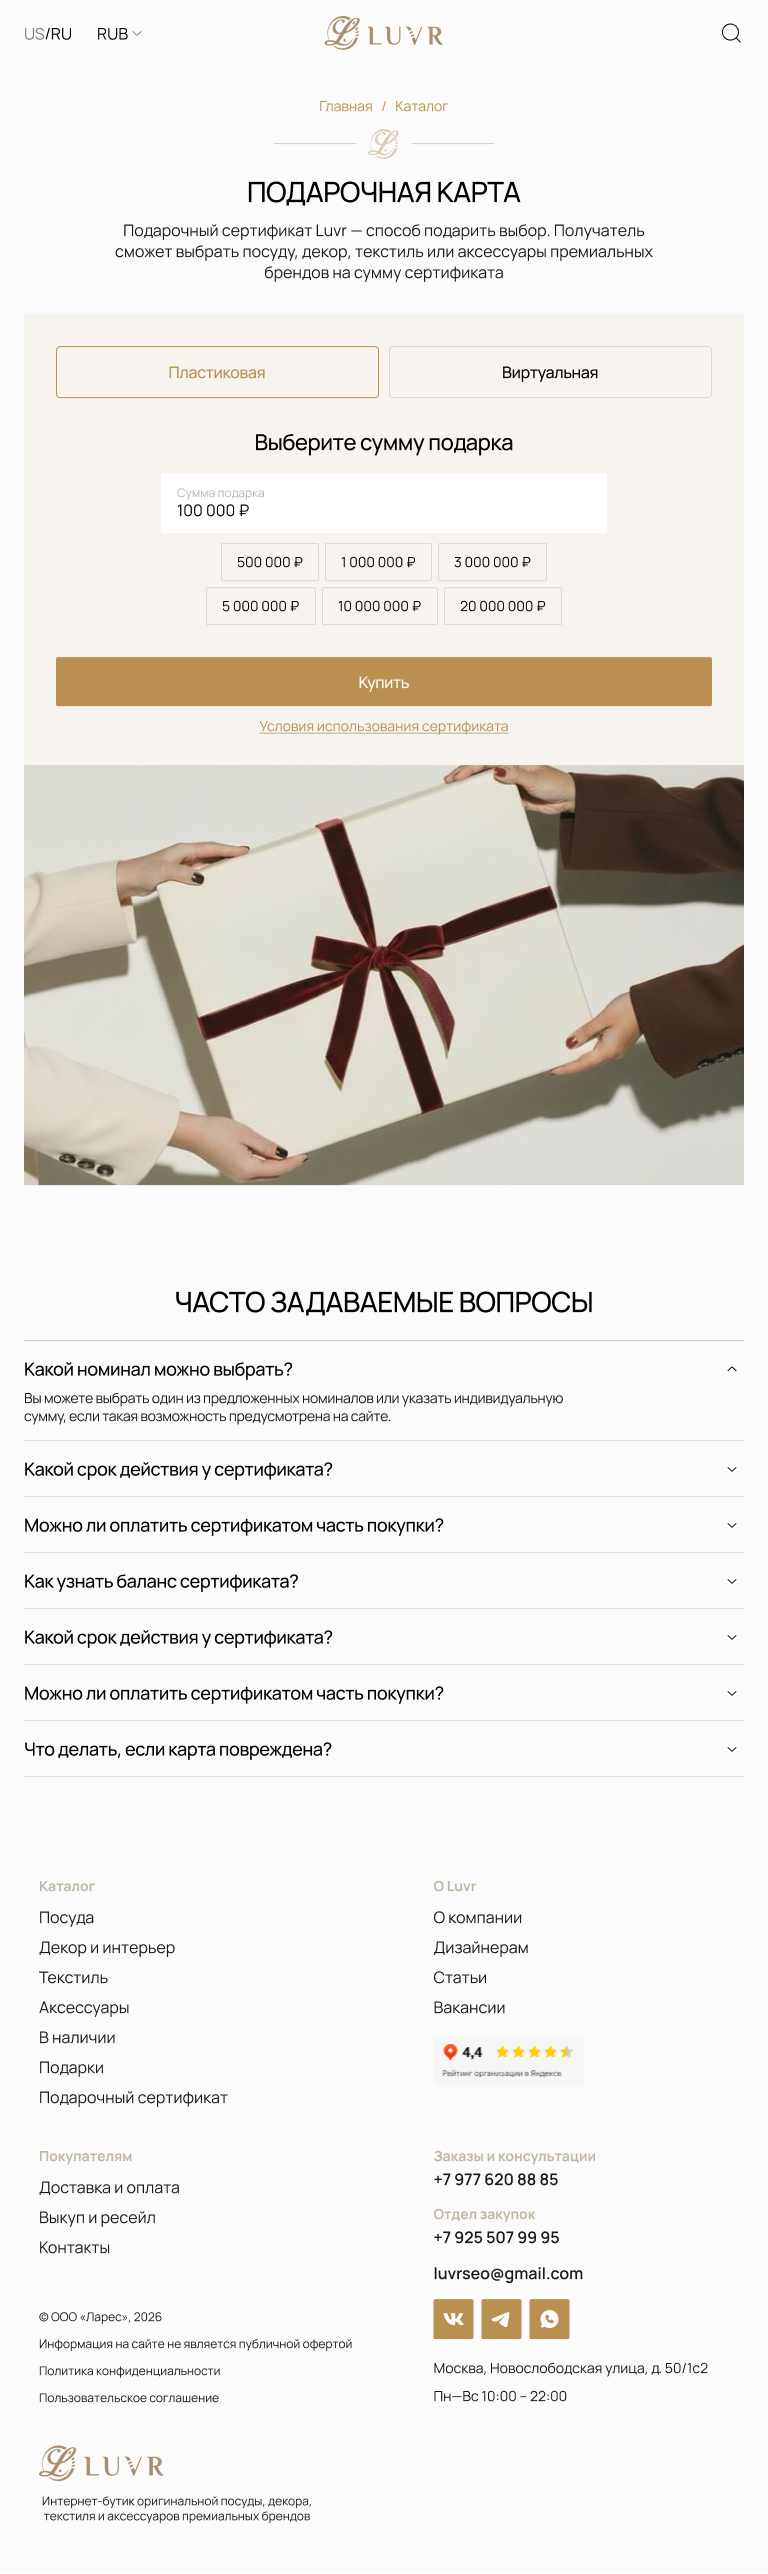 US/RU RUB
LUVR
Главная / Каталог
ПОДАРОЧНАЯ КАРТА
Подарочный сертификат Luvr — способ подарить выбор. Получатель
сможет выбрать посуду, декор, текстиль или аксессуары премиальных
брендов на сумму сертификата
Пластиковая
Виртуальная
Выберите сумму подарка
Сумма подарка
100 000 ₽
500 000 ₽
1 000 000 ₽
3 000 000 ₽
5 000 000 ₽
10 000 000 ₽
20 000 000 ₽
Купить
Условия использования сертификата
ЧАСТО ЗАДАВАЕМЫЕ ВОПРОСЫ
Какой номинал можно выбрать?
Вы можете выбрать один из предложенных номиналов или указать индивидуальную
сумму, если такая возможность предусмотрена на сайте.
Какой срок действия у сертификата?
Можно ли оплатить сертификатом часть покупки?
Как узнать баланс сертификата?
Какой срок действия у сертификата?
Можно ли оплатить сертификатом часть покупки?
Что делать, если карта повреждена?
Каталог
Посуда
Декор и интерьер
Текстиль
Аксессуары
В наличии
Подарки
Подарочный сертификат
О Luvr
О компании
Дизайнерам
Статьи
Вакансии
4,4
Рейтинг организации в Яндексе
Покупателям
Доставка и оплата
Выкуп и ресейл
Контакты
Заказы и консультации
+7 977 620 88 85
Отдел закупок
+7 925 507 99 95
luvrseo@gmail.com
Москва, Новослободская улица, д. 50/1с2
Пн—Вс 10:00 – 22:00
© ООО «Ларес», 2026
Информация на сайте не является публичной офертой
Политика конфиденциальности
Пользовательское соглашение
LUVR
Интернет-бутик оригинальной посуды, декора,
текстиля и аксессуаров премиальных брендов